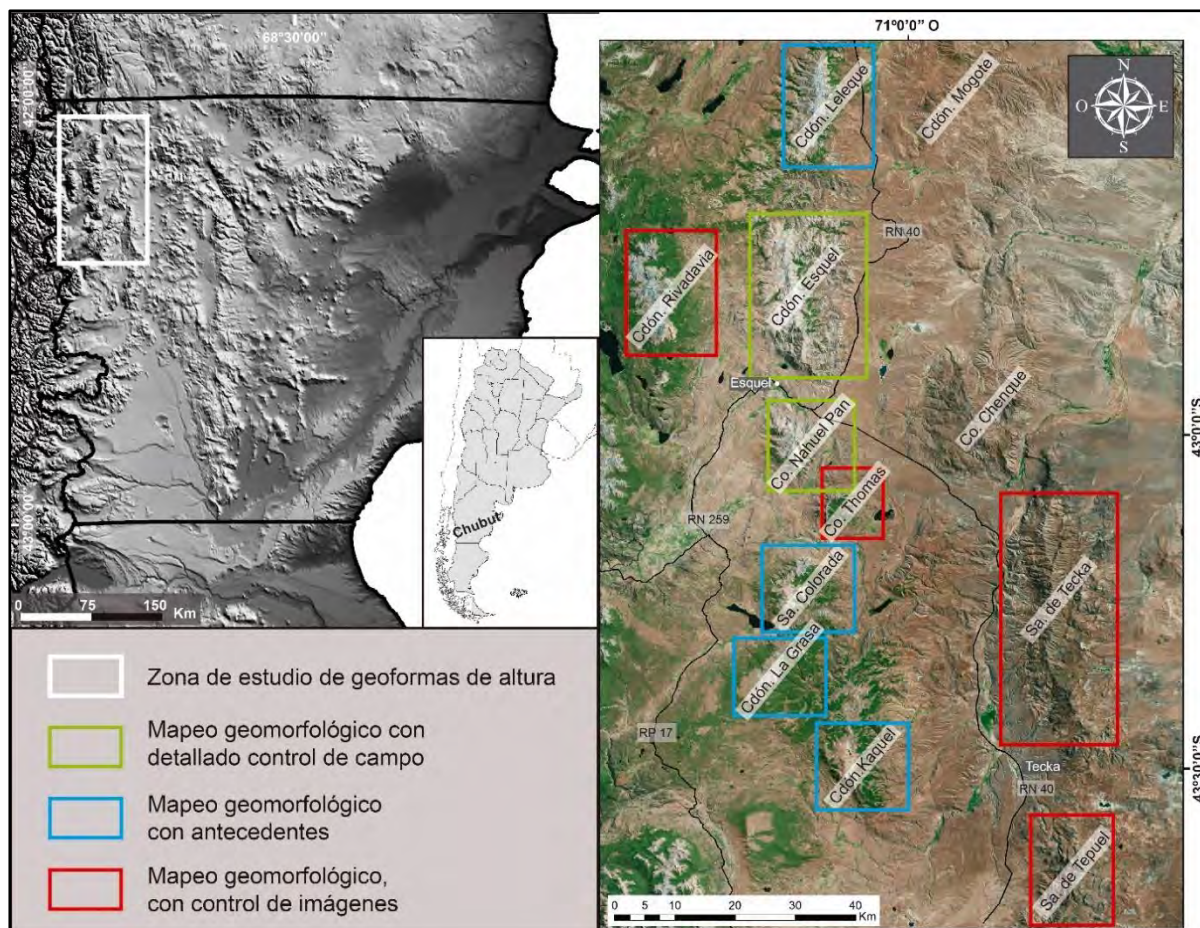 68°30'00"
42°00'00"
43°00'00"
0 75 150 Km
Chubut
Zona de estudio de geoformas de altura
Mapeo geomorfológico con
detallado control de campo
Mapeo geomorfológico
con antecedentes
Mapeo geomorfológico,
con control de imágenes
71°0'0'' O
N
O E
S
Cdón. Leleque
Cdón. Mogote
RN 40
Cdón. Rivadavia
Cdón. Esquel
Esquel
Co. Nahuel Pan
Co. Chenque
43°0'0"S
Co. Thomas
RN 259
Sa. Colorada
Sa. de Tecka
Cdón. La Grasa
RP 17
Cdón Kaquel
Tecka
43°30'0"S
RN 40
Sa. de Tepuel
0 5 10 20 30 40
Km